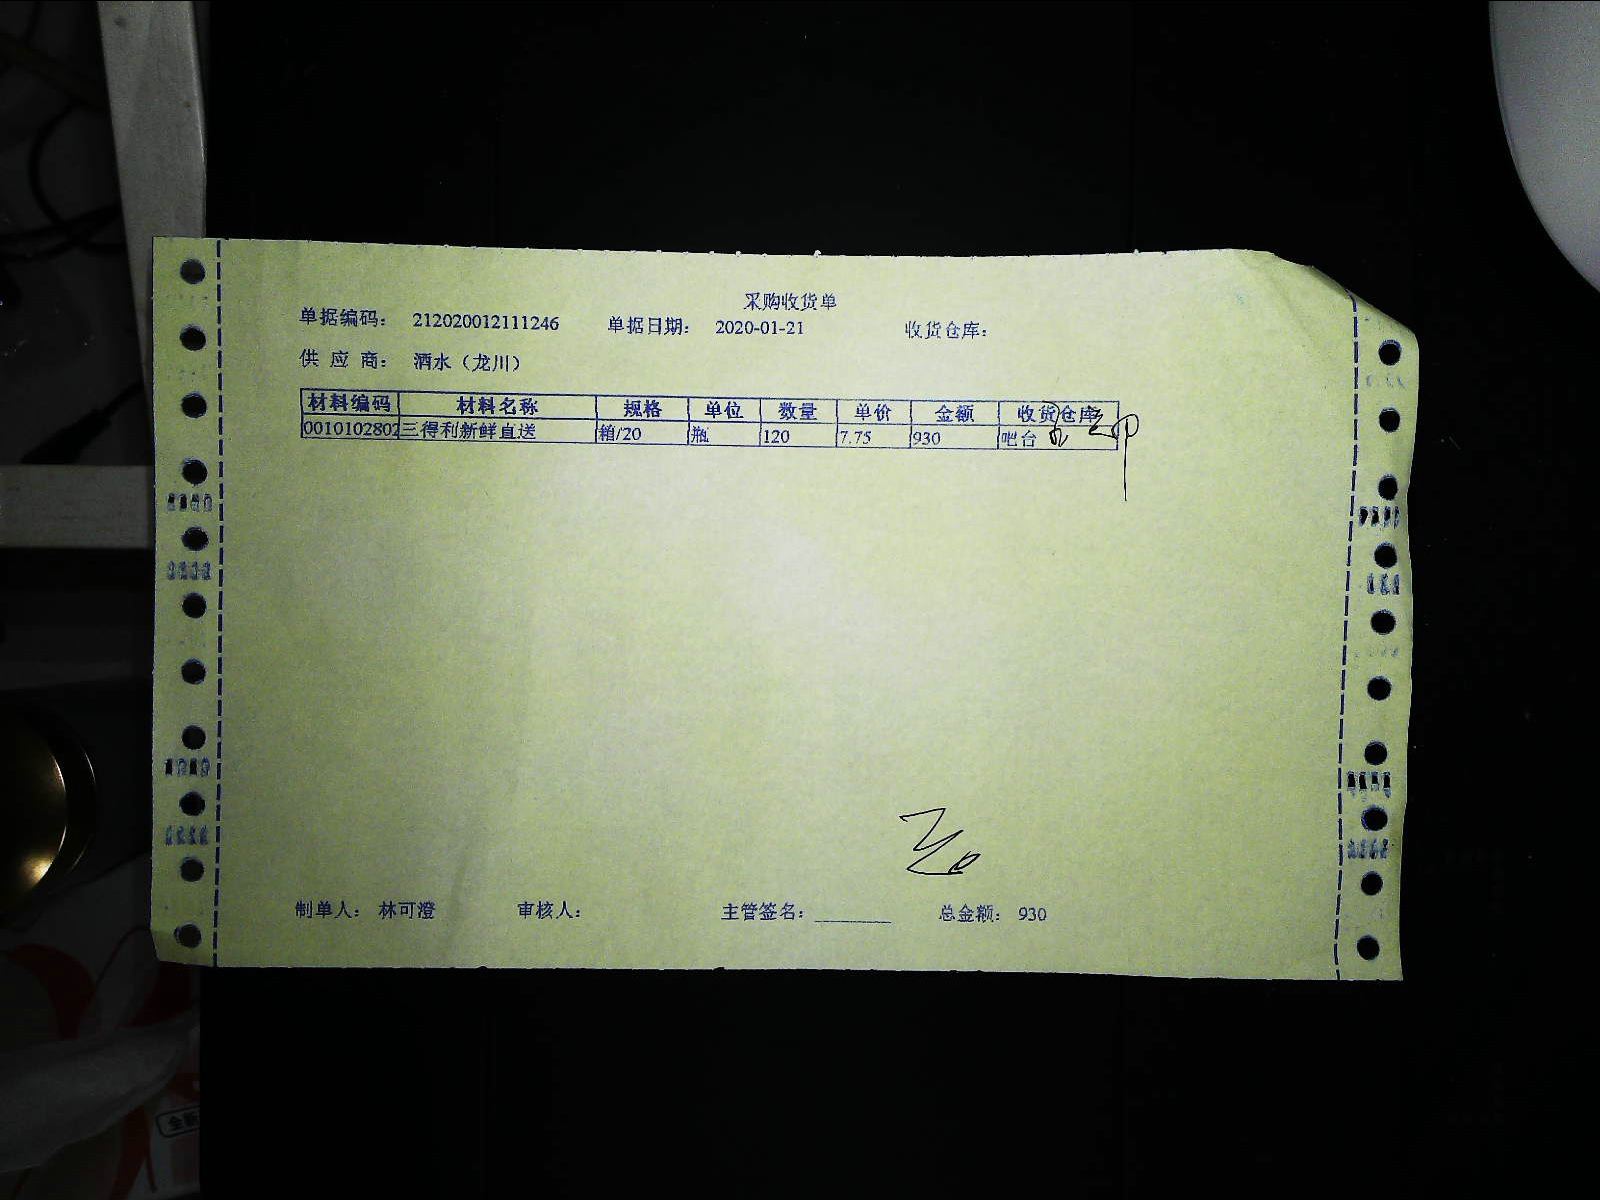 采购收货单
单据编码： 212020012111246 单据日期： 2020-01-21 收货仓库：
供 应 商： 酒水（龙川）
材料编码 材料名称 规格 单位 数量 单价 金额 收货仓库
0010102802 三得利新鲜直送 箱/20 瓶 120 7.75 930 吧台
制单人： 林可澄 审核人： 主管签名： 总金额： 930
全新